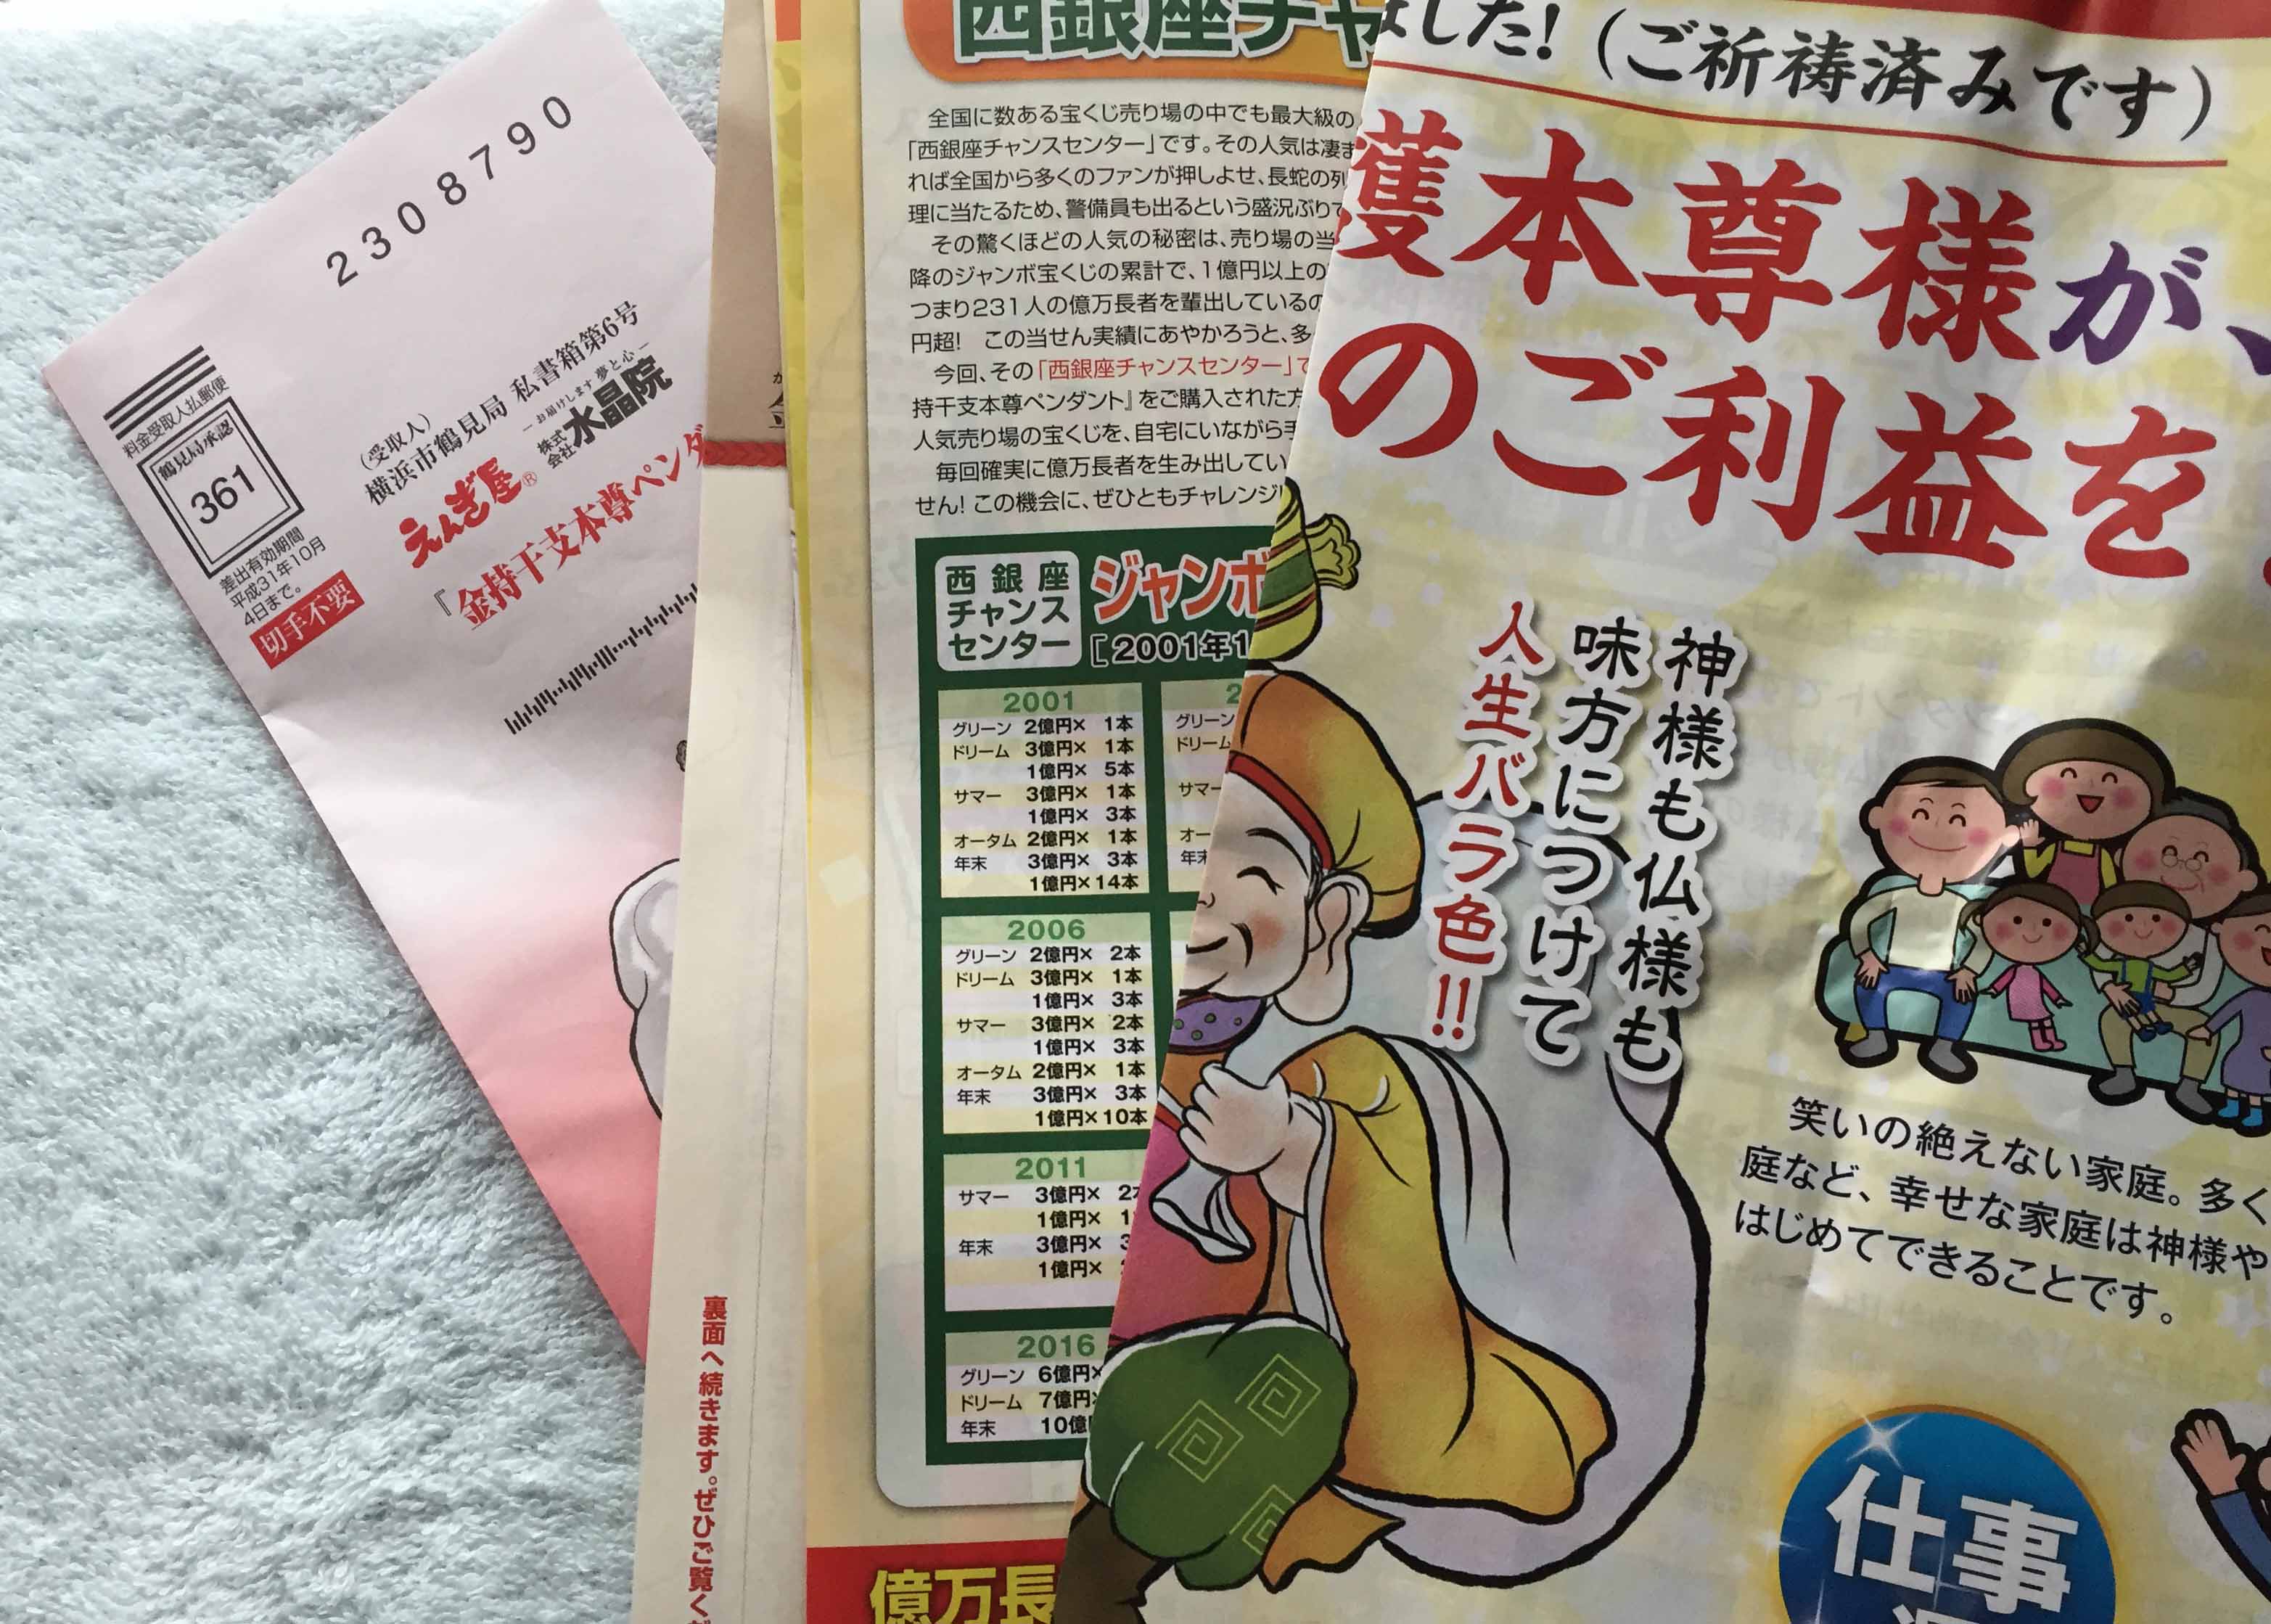 2308790
料金受取人払郵便
鶴見局承認
361
差出有効期間
平成31年10月
4日まで。
切手不要
(受取人)
横浜市鶴見局 私書箱第6号
―お届けします 夢と心―
えんぎ屋® 株式会社 水晶院
『金持干支本尊ペンダ
裏面へ続きます。ぜひご覧く
西銀座チャ
全国に数ある宝くじ売り場の中でも最大級の
「西銀座チャンスセンター」です。その人気は凄ま
れば全国から多くのファンが押しよせ、長蛇の列
理に当たるため、警備員も出るという盛況ぶりで
その驚くほどの人気の秘密は、売り場の当
降のジャンボ宝くじの累計で、1億円以上の
つまり231人の億万長者を輩出しているの
円超! この当せん実績にあやかろうと、多
今回、その「西銀座チャンスセンター」で
持干支本尊ペンダント』をご購入された方
人気売り場の宝くじを、自宅にいながら手
毎回確実に億万長者を生み出してい
せん! この機会に、ぜひともチャレンジ
西銀座
チャンス
センター
ジャンボ
[2001年1
2001
グリーン 2億円× 1本
ドリーム 3億円× 1本
1億円× 5本
サマー 3億円× 1本
1億円× 3本
オータム 2億円× 1本
年末 3億円× 3本
1億円×14本
2
グリーン
ドリーム
サマー
オー
年末
2006
グリーン 2億円× 2本
ドリーム 3億円× 1本
1億円× 3本
サマー 3億円× 2本
1億円× 3本
オータム 2億円× 1本
年末 3億円× 3本
1億円×10本
2011
サマー 3億円× 2
1億円× 1
年末 3億円× 3
1億円×
2016
グリーン 6億円×
ドリーム 7億円
年末 10億
億万長
ました!(ご祈祷済みです)
護本尊様が、
のご利益を
神様も仏様も
味方につけて
人生バラ色!!
笑いの絶えない家庭。多く
庭など、幸せな家庭は神様や
はじめてできることです。
仕事